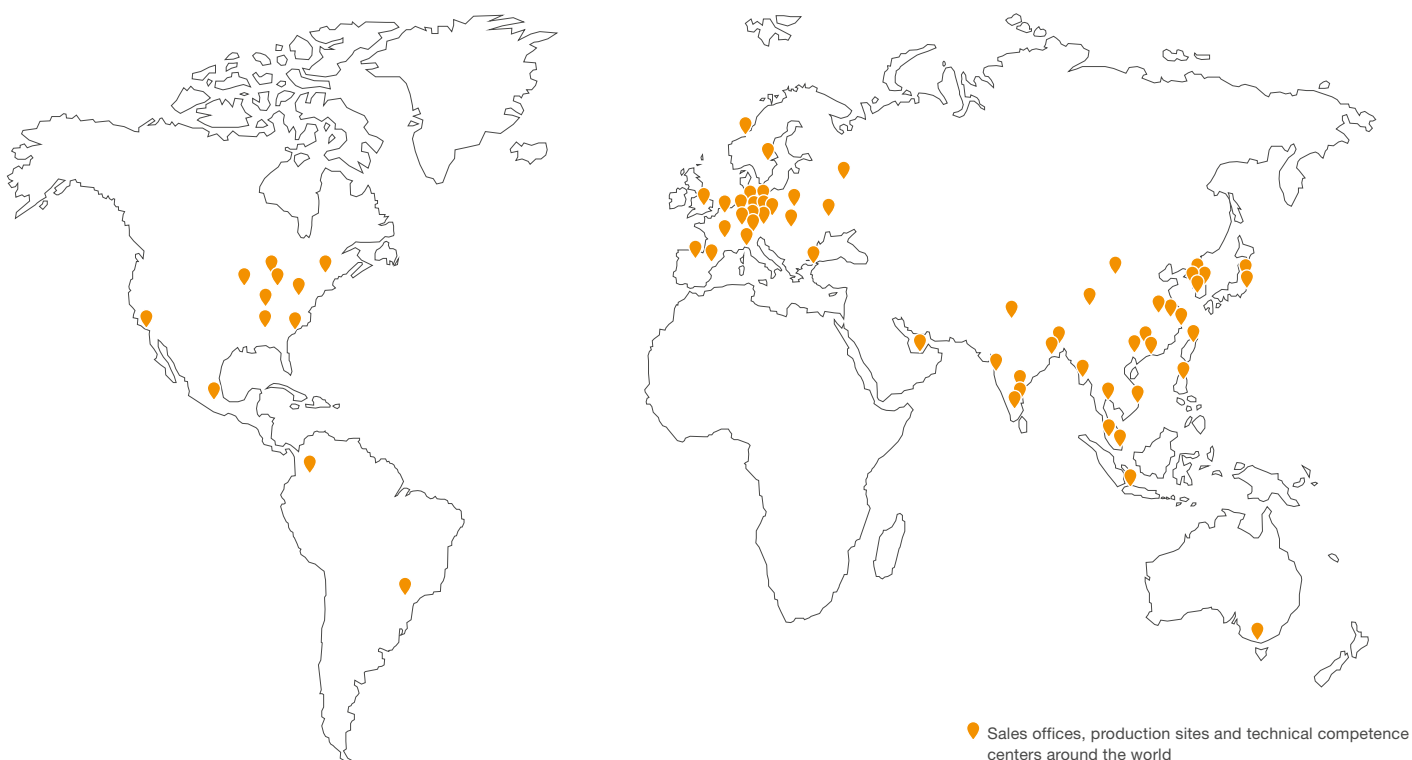 Sales offices, production sites and technical competence
centers around the world